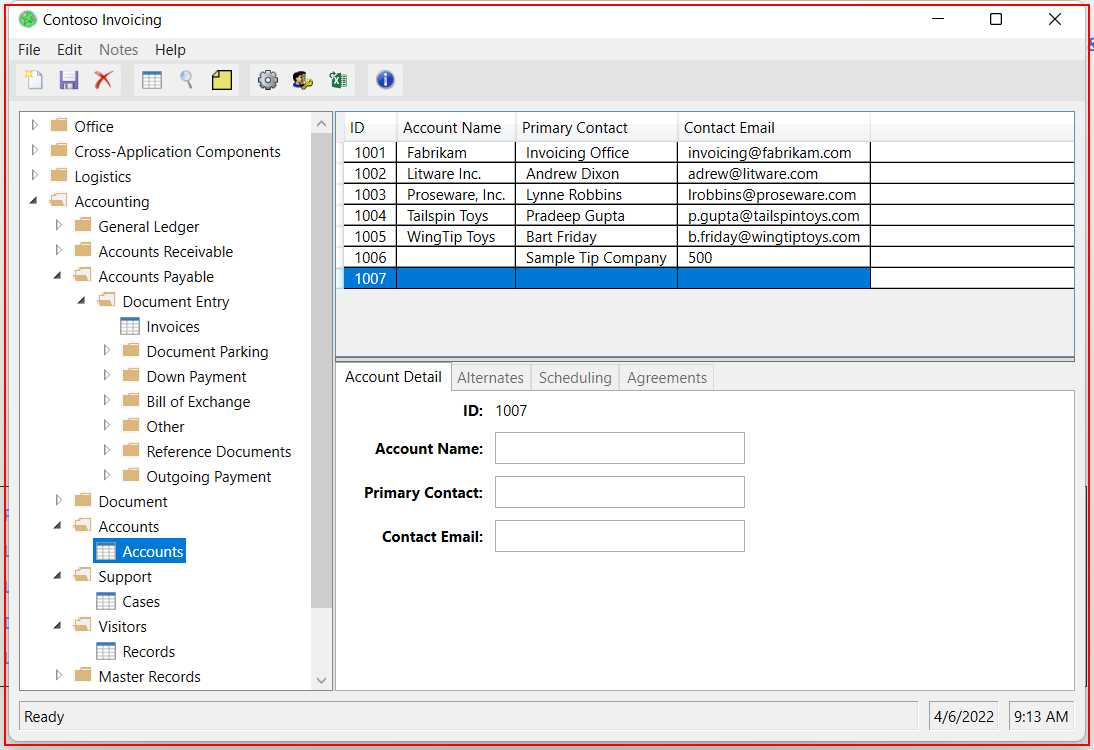 Contoso Invoicing
File Edit Notes Help
Office
Cross-Application Components
Logistics
Accounting
General Ledger
Accounts Receivable
Accounts Payable
Document Entry
Invoices
Document Parking
Down Payment
Bill of Exchange
Other
Reference Documents
Outgoing Payment
Document
Accounts
Accounts
Support
Cases
Visitors
Records
Master Records
ID Account Name Primary Contact Contact Email
1001 Fabrikam Invoicing Office invoicing@fabrikam.com
1002 Litware Inc. Andrew Dixon adrew@litware.com
1003 Proseware, Inc. Lynne Robbins lrobbins@proseware.com
1004 Tailspin Toys Pradeep Gupta p.gupta@tailspintoys.com
1005 WingTip Toys Bart Friday b.friday@wingtiptoys.com
1006 Sample Tip Company 500
1007
Account Detail Alternates Scheduling Agreements
ID: 1007
Account Name:
Primary Contact:
Contact Email:
Ready 4/6/2022 9:13 AM